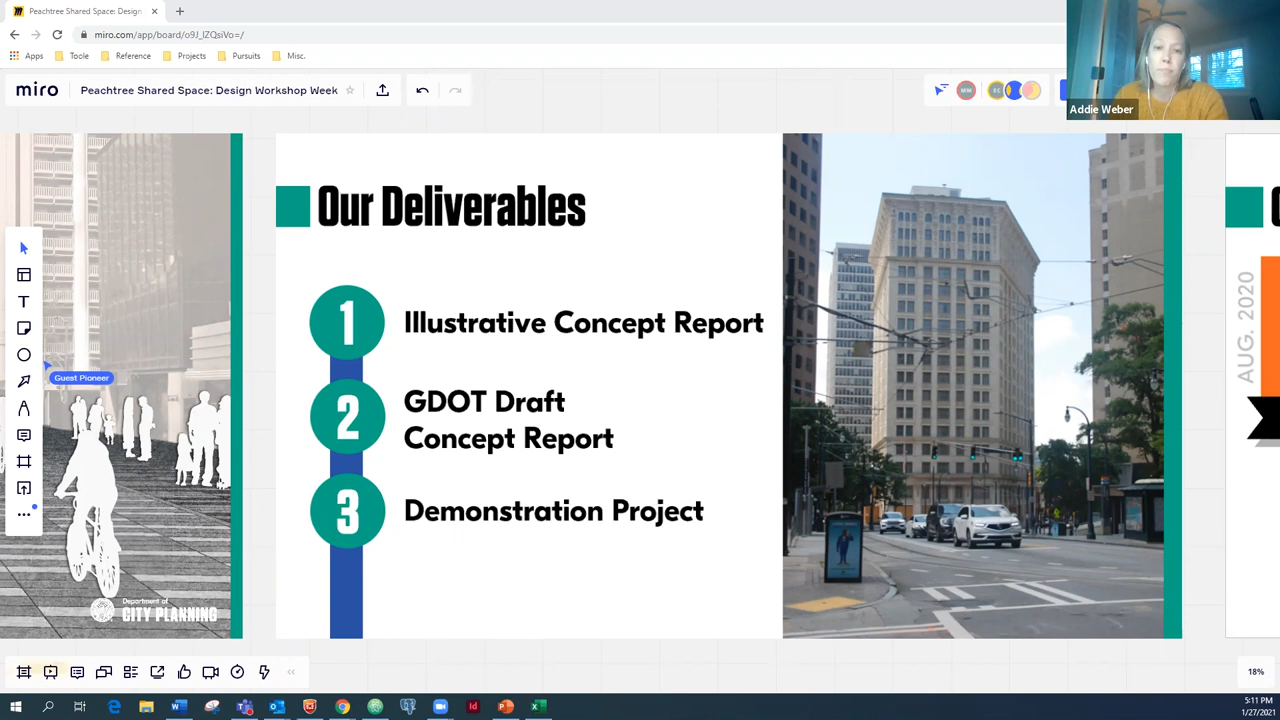 Peachtree Shared Space: Design
miro.com/app/board/o9J_lZQsiVo=/
Apps
Toole
Reference
Projects
Pursuits
Misc.
miro
Peachtree Shared Space: Design Workshop Week
MW
EC
Addie Weber
Our Deliverables
1
Illustrative Concept Report
2
GDOT Draft
Concept Report
3
Demonstration Project
Guest Pioneer
Department of
CITY PLANNING
AUG. 2020
18%
5:11 PM
1/27/2021